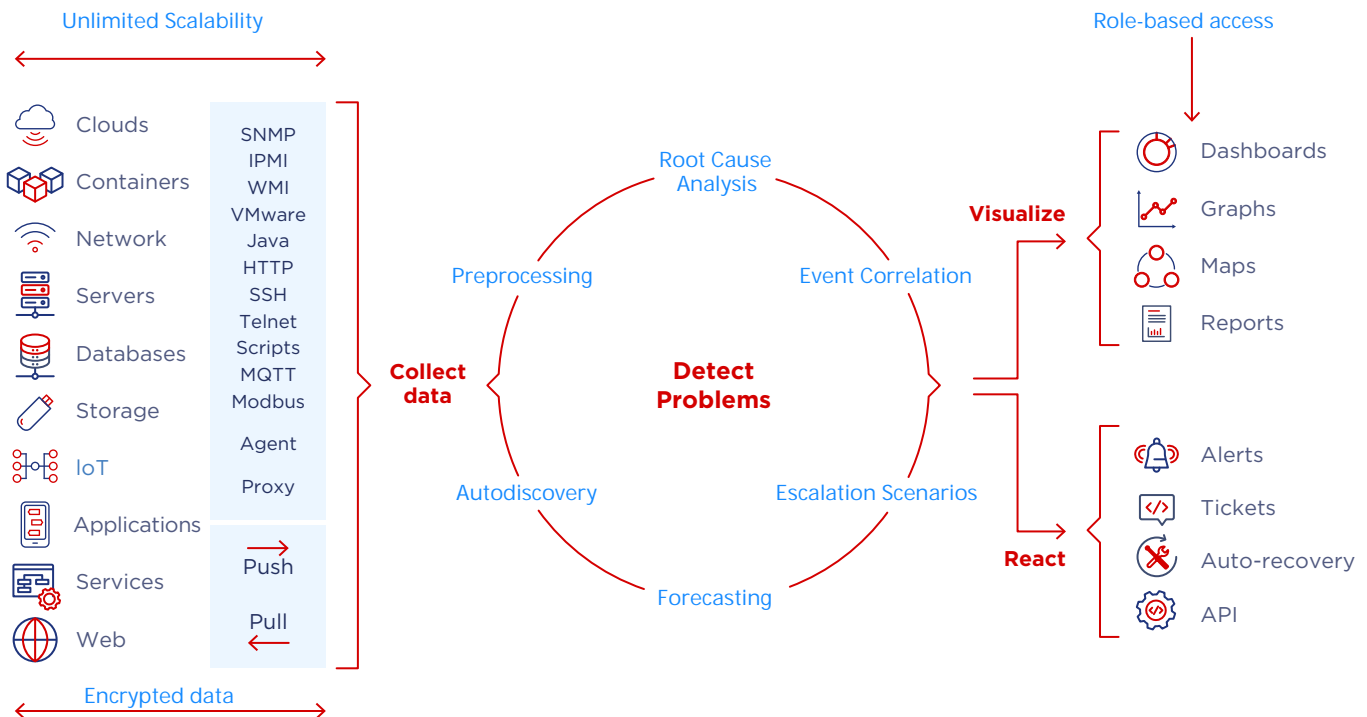 Unlimited Scalability
Clouds
Containers
Network
Servers
Databases
Storage
IoT
Applications
Services
Web
SNMP
IPMI
WMI
VMware
Java
HTTP
SSH
Telnet
Scripts
MQTT
Modbus
Agent
Proxy
Push
Pull
Encrypted data
Collect
data
Root Cause
Analysis
Preprocessing
Event Correlation
Detect
Problems
Autodiscovery
Escalation Scenarios
Forecasting
Role-based access
Visualize
Dashboards
Graphs
Maps
Reports
React
Alerts
Tickets
</>
Auto-recovery
API
</>